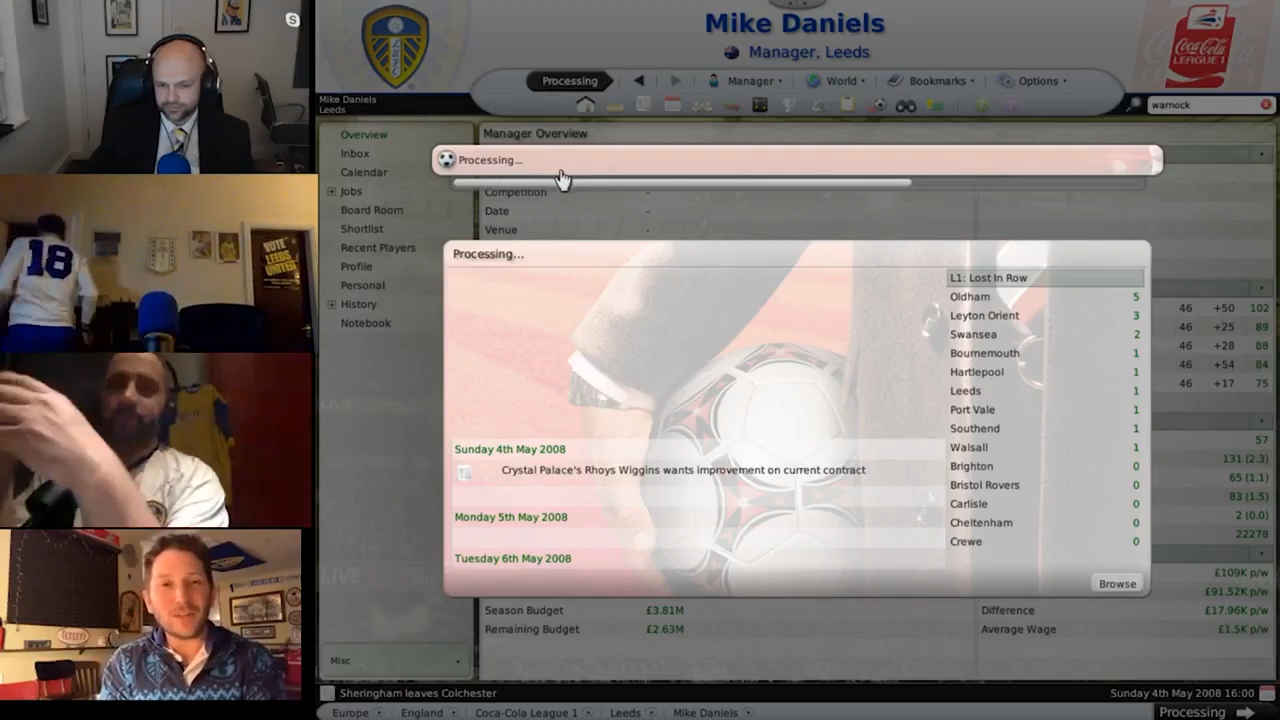 Mike Daniels
Manager, Leeds
Processing
Manager
World
Bookmarks
Options
Mike Daniels
Leeds
warnock
Coca-Cola
LEAGUE 1
Overview
Inbox
Calendar
Jobs
Board Room
Shortlist
Recent Players
Profile
Personal
History
Notebook
Misc
Manager Overview
Processing...
Competition -
Date -
Venue -
Processing...
L1: Lost In Row
Oldham 5
Leyton Orient 3
Swansea 2
Bournemouth 1
Hartlepool 1
Leeds 1
Port Vale 1
Southend 1
Walsall 1
Brighton 0
Bristol Rovers 0
Carlisle 0
Cheltenham 0
Crewe 0
Sunday 4th May 2008
Crystal Palace's Rhoys Wiggins wants improvement on current contract
Monday 5th May 2008
Tuesday 6th May 2008
Browse
46 +50 102
46 +25 89
46 +28 88
46 +54 84
46 +17 75
57
131 (2.3)
65 (1.1)
83 (1.5)
2 (0.0)
22278
£109K p/w
£91.52K p/w
Season Budget £3.81M
Difference £17.96K p/w
Remaining Budget £2.63M
Average Wage £1.5K p/w
Sheringham leaves Colchester
Sunday 4th May 2008 16:00
Europe
England
Coca-Cola League 1
Leeds
Mike Daniels
Processing
S
18
VOTE
LEEDS
UNITED